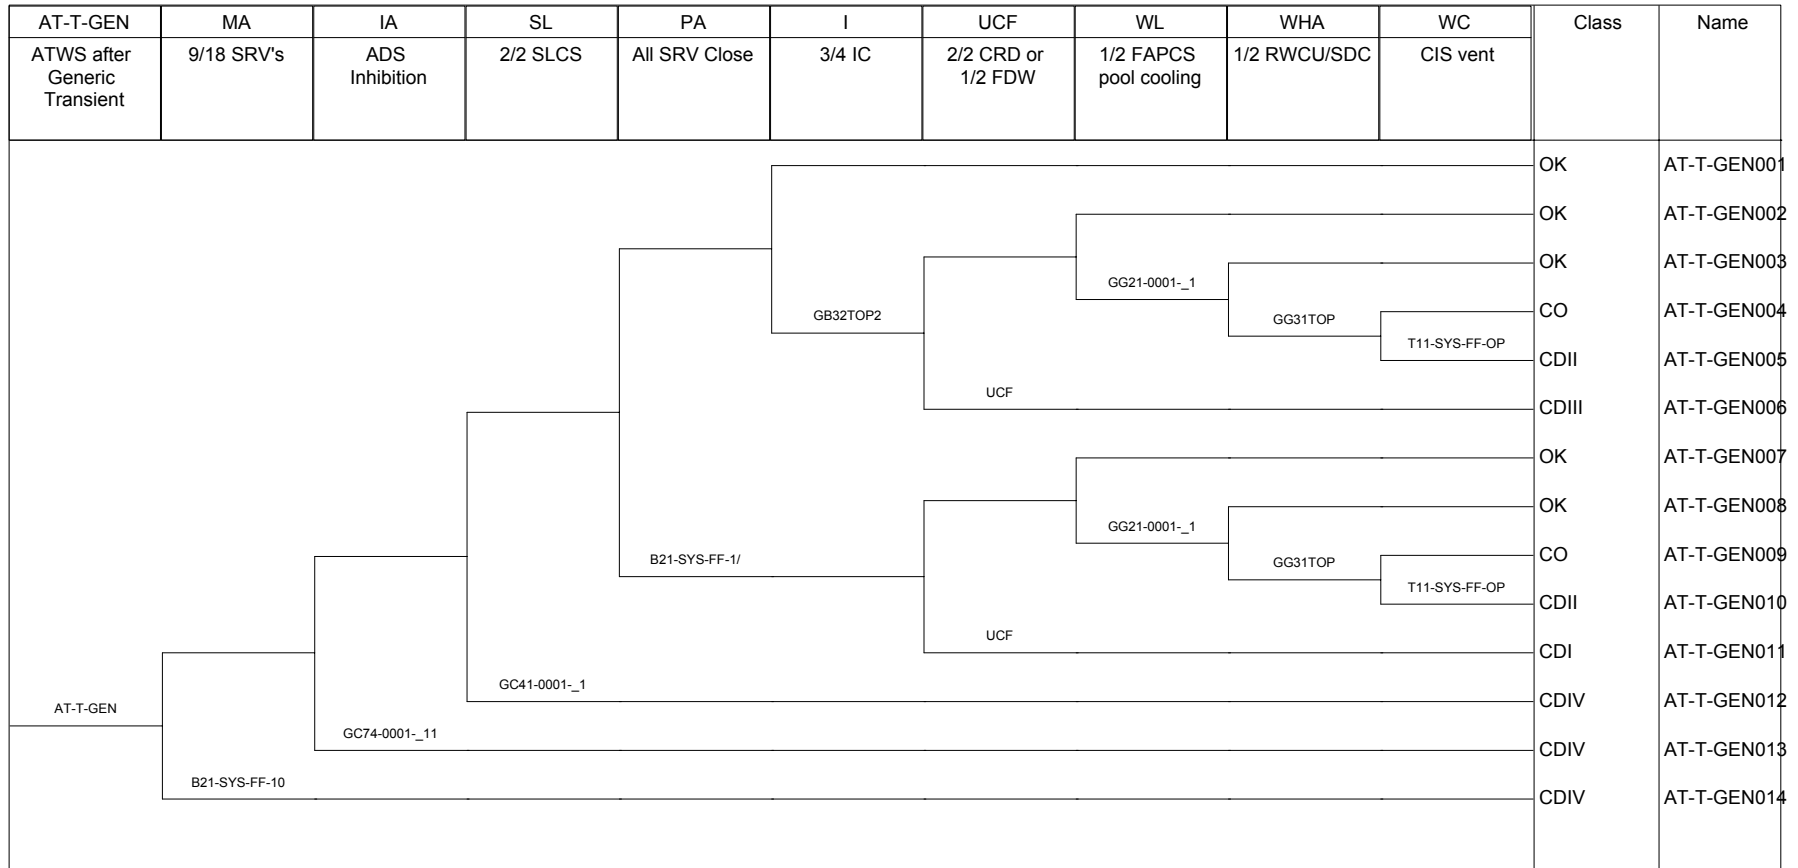 AT-T-GEN MA IA SL PA I UCF WL WHA WC Class Name
ATWS after 9/18 SRV's ADS 2/2 SLCS All SRV Close 3/4 IC 2/2 CRD or 1/2 FAPCS 1/2 RWCU/SDC CIS vent
Generic Inhibition 1/2 FDW pool cooling
Transient
OK AT-T-GEN001
OK AT-T-GEN002
OK AT-T-GEN003
GG21-0001-_1
CO AT-T-GEN004
GB32TOP2 GG31TOP
T11-SYS-FF-OP
CDII AT-T-GEN005
UCF
CDIII AT-T-GEN006
OK AT-T-GEN007
OK AT-T-GEN008
GG21-0001-_1
CO AT-T-GEN009
B21-SYS-FF-1/ GG31TOP
T11-SYS-FF-OP
CDII AT-T-GEN010
UCF
CDI AT-T-GEN011
GC41-0001-_1
CDIV AT-T-GEN012
AT-T-GEN
GC74-0001-_11
CDIV AT-T-GEN013
B21-SYS-FF-10
CDIV AT-T-GEN014